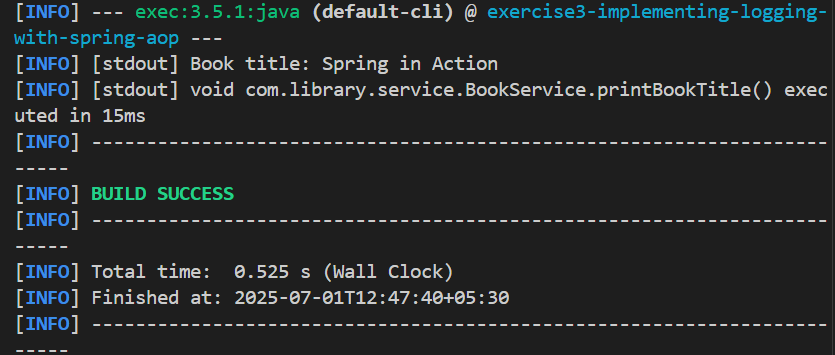 [INFO] --- exec:3.5.1:java (default-cli) @ exercise3-implementing-logging-
with-spring-aop ---
[INFO] [stdout] Book title: Spring in Action
[INFO] [stdout] void com.library.service.BookService.printBookTitle() exec
uted in 15ms
[INFO] -------------------------------------------------------------------
-----
[INFO] BUILD SUCCESS
[INFO] -------------------------------------------------------------------
-----
[INFO] Total time:  0.525 s (Wall Clock)
[INFO] Finished at: 2025-07-01T12:47:40+05:30
[INFO] -------------------------------------------------------------------
-----